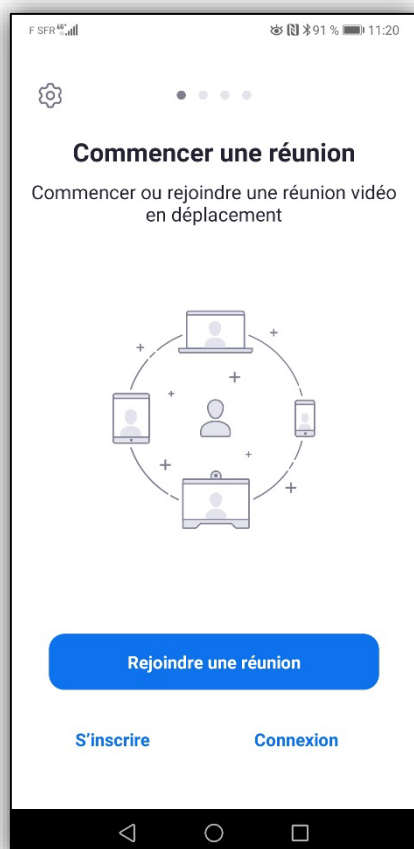 F SFR 91 % 11:20
Commencer une réunion
Commencer ou rejoindre une réunion vidéo
en déplacement
Rejoindre une réunion
S'inscrire Connexion